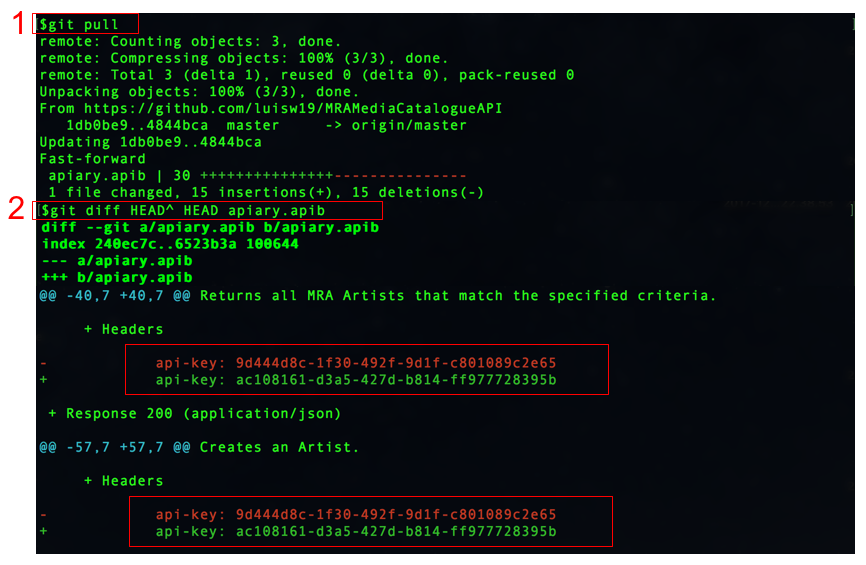 1 $git pull
remote: Counting objects: 3, done.
remote: Compressing objects: 100% (3/3), done.
remote: Total 3 (delta 1), reused 0 (delta 0), pack-reused 0
Unpacking objects: 100% (3/3), done.
From https://github.com/luisw19/MRAMediaCatalogueAPI
   1db0be9..4844bca  master     -> origin/master
Updating 1db0be9..4844bca
Fast-forward
 apiary.apib | 30 +++++++++++++++---------------
 1 file changed, 15 insertions(+), 15 deletions(-)
2 $git diff HEAD^ HEAD apiary.apib
diff --git a/apiary.apib b/apiary.apib
index 240ec7c..6523b3a 100644
--- a/apiary.apib
+++ b/apiary.apib
@@ -40,7 +40,7 @@ Returns all MRA Artists that match the specified criteria.
     + Headers
-            api-key: 9d444d8c-1f30-492f-9d1f-c801089c2e65
+            api-key: ac108161-d3a5-427d-b814-ff977728395b
 + Response 200 (application/json)
@@ -57,7 +57,7 @@ Creates an Artist.
     + Headers
-            api-key: 9d444d8c-1f30-492f-9d1f-c801089c2e65
+            api-key: ac108161-d3a5-427d-b814-ff977728395b